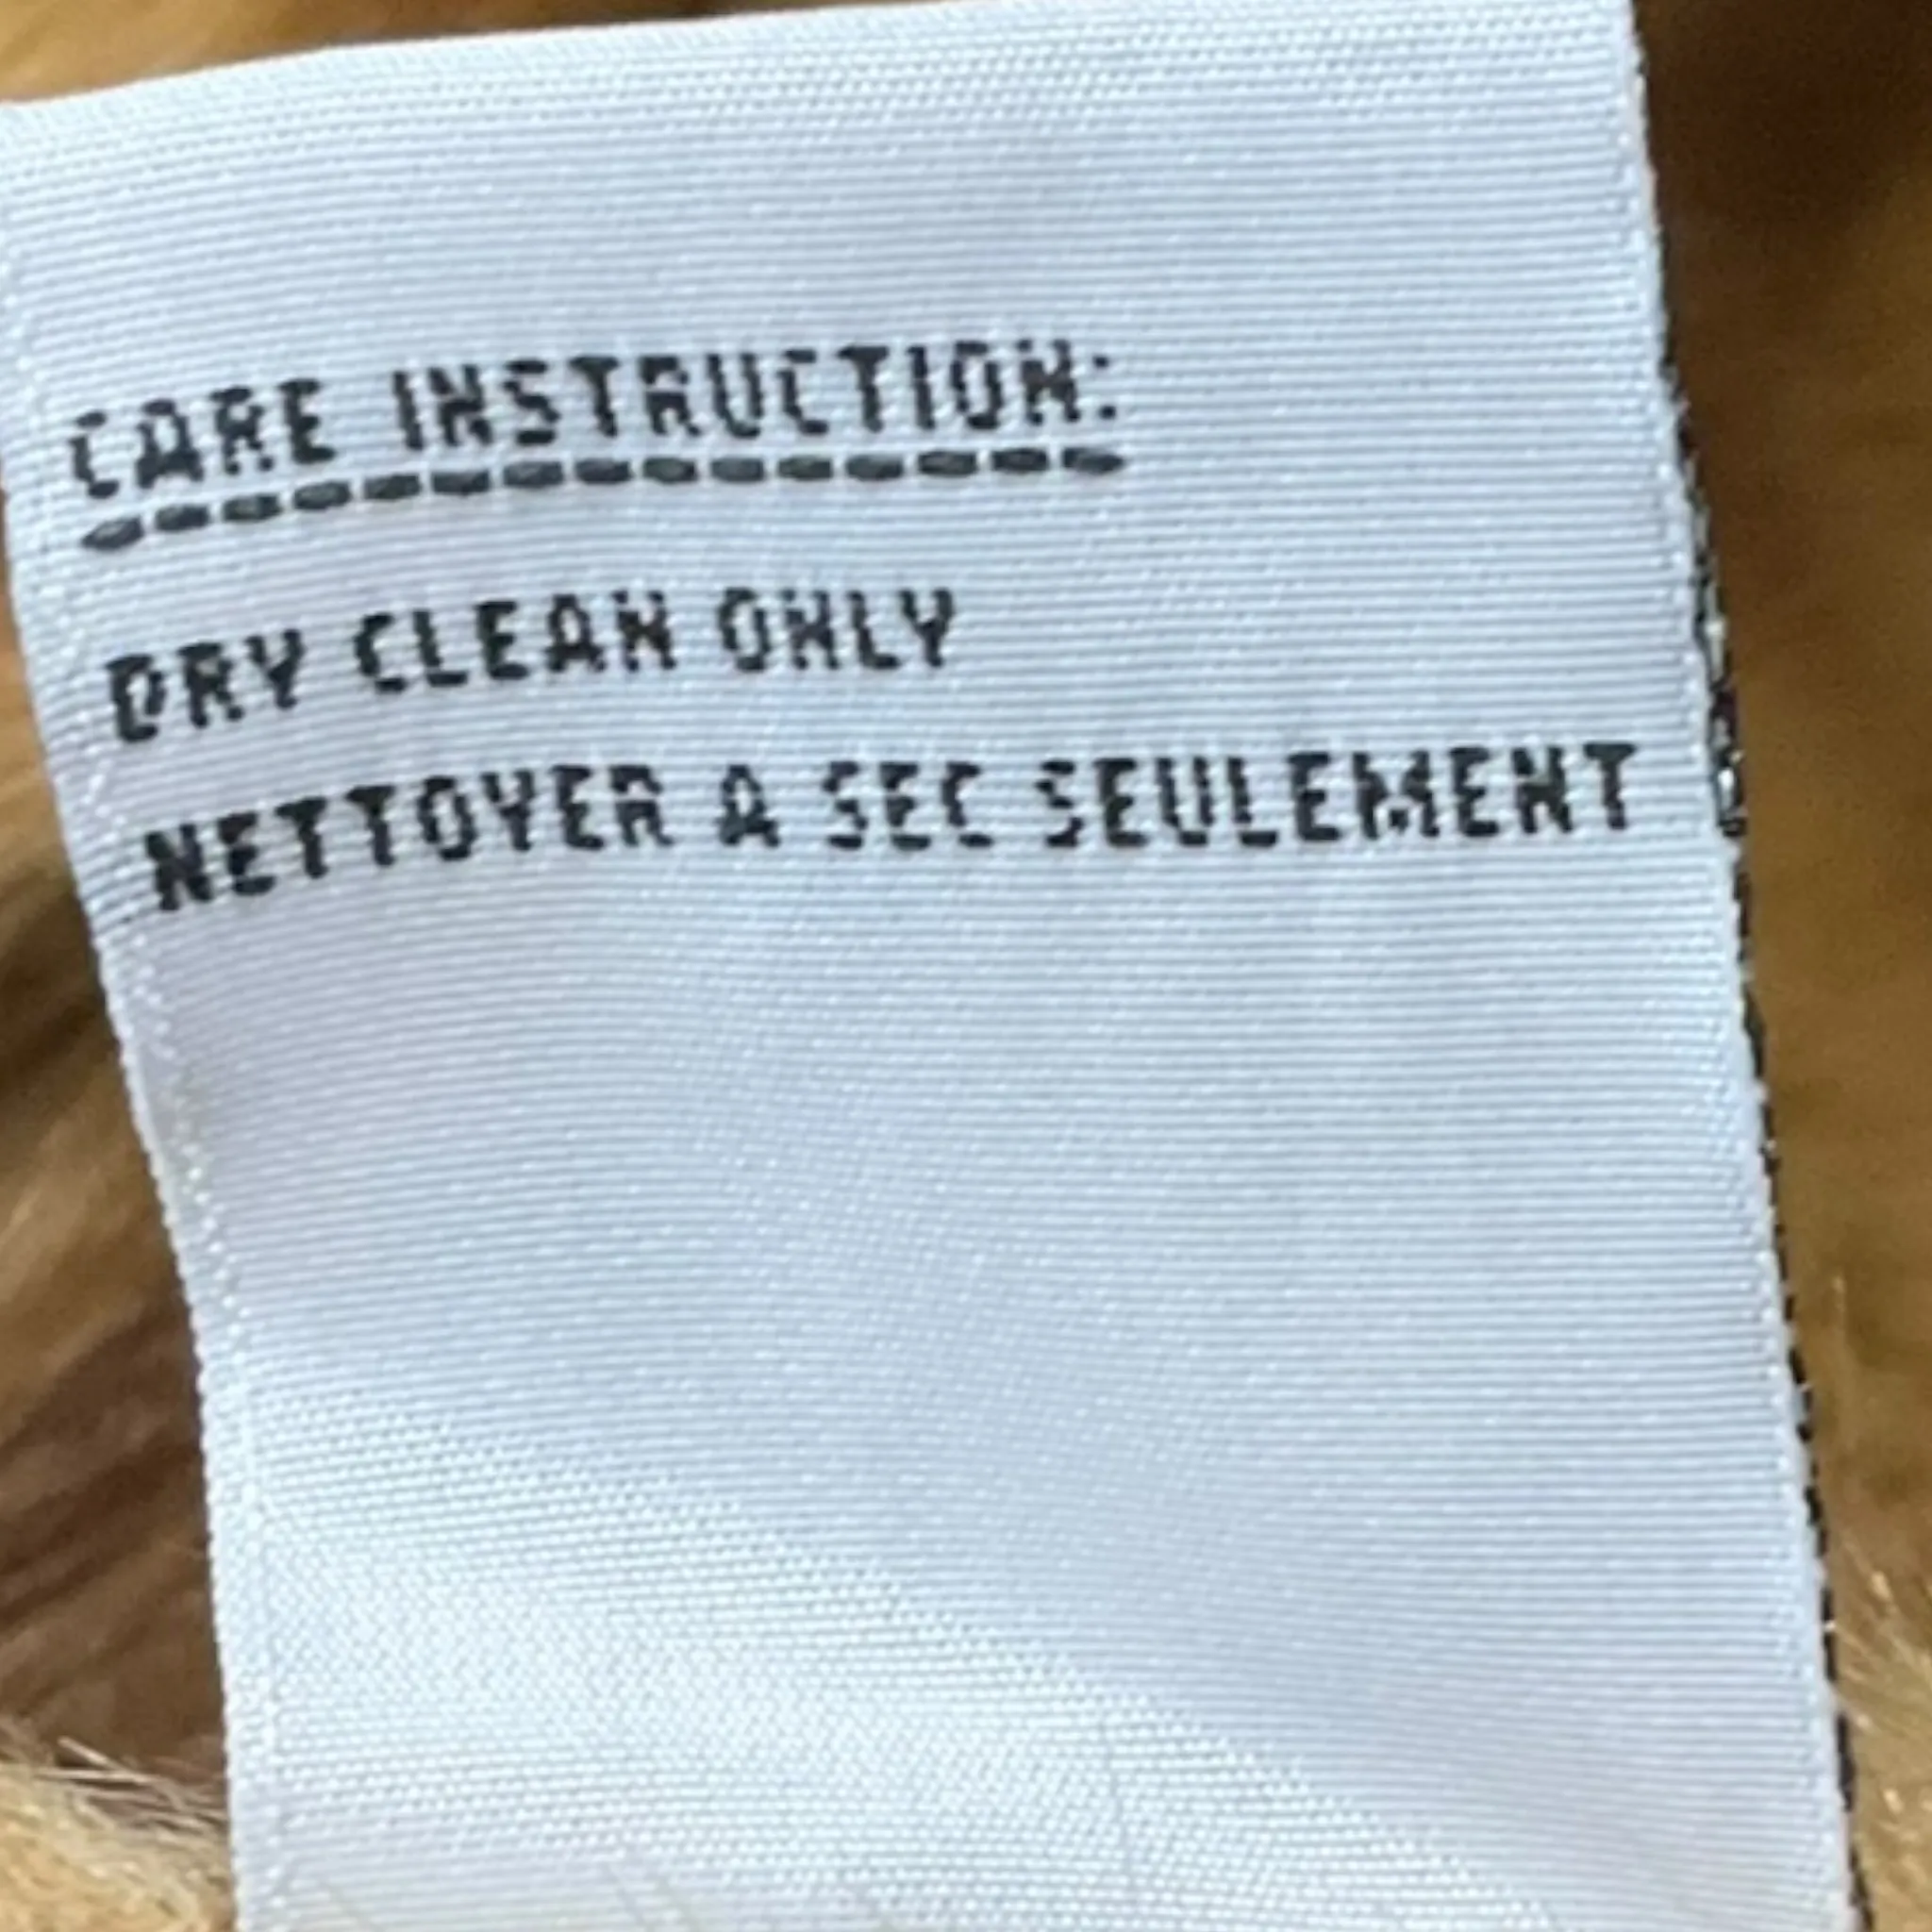 CARE INSTRUCTION:
DRY CLEAN ONLY
NETTOYER A SEC SEULEMENT